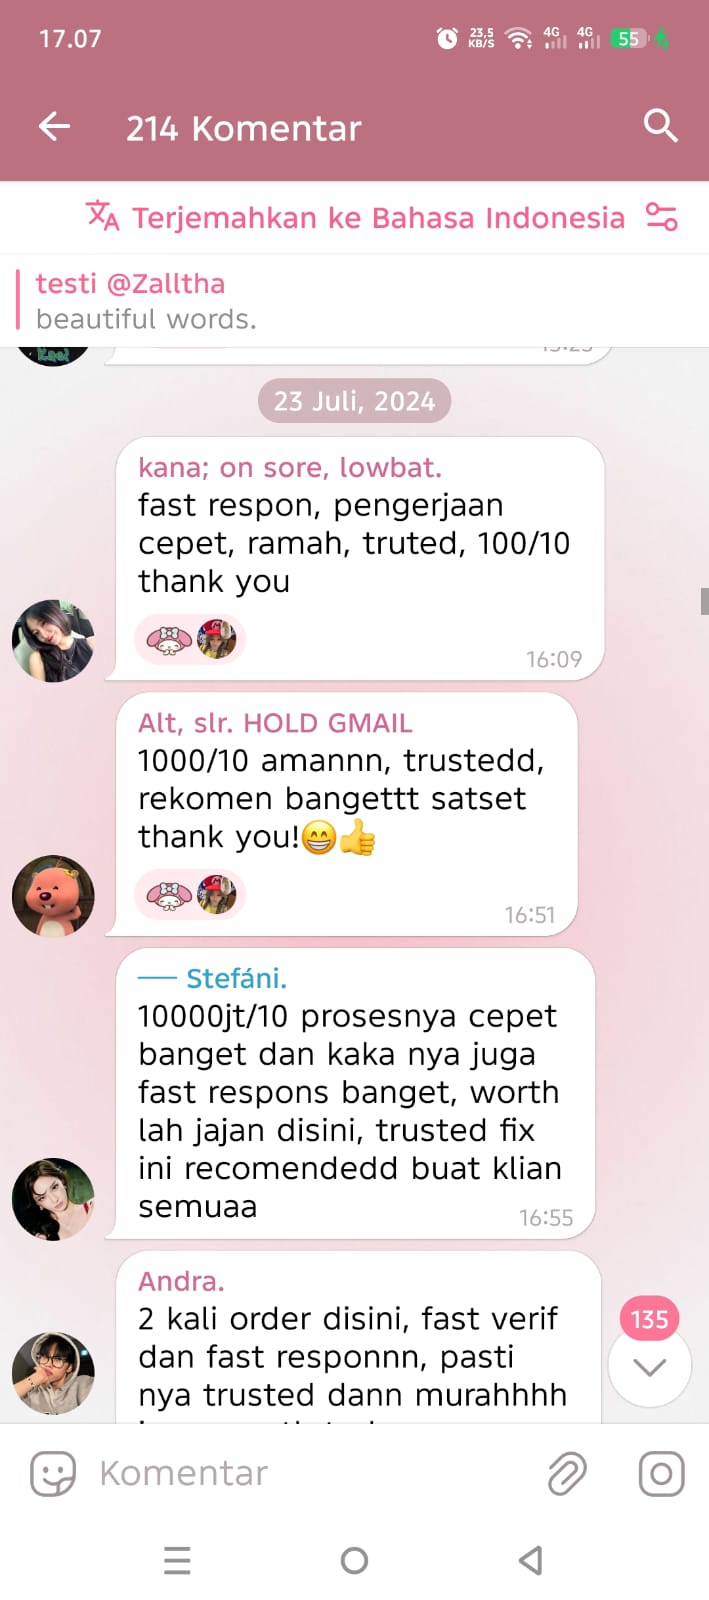 17.07
23,5
KB/S
4G
4G
55
214 Komentar
Terjemahkan ke Bahasa Indonesia
testi @Zalltha
beautiful words.
23 Juli, 2024
kana; on sore, lowbat.
fast respon, pengerjaan
cepet, ramah, truted, 100/10
thank you
16:09
Alt, slr. HOLD GMAIL
1000/10 amannn, trustedd,
rekomen bangettt satset
thank you!😁👍
16:51
── Stefáni.
10000jt/10 prosesnya cepet
banget dan kaka nya juga
fast respons banget, worth
lah jajan disini, trusted fix
ini recomendedd buat klian
semuaa
16:55
Andra.
2 kali order disini, fast verif
dan fast responnn, pasti
nya trusted dann murahhhh
135
Komentar